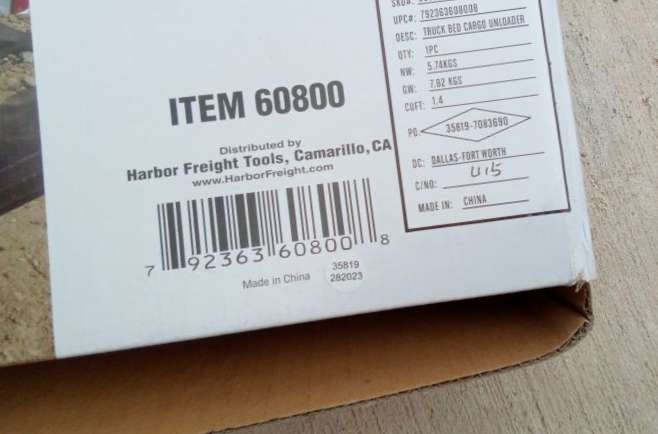 ITEM 60800
Distributed by
Harbor Freight Tools, Camarillo, CA
www.HarborFreight.com
7 92363 60800 8
Made in China
35819
282023
SKU#:
UPC#: 792363608008
DESC: TRUCK BED CARGO UNLOADER
QTY: 1PC
NW: 5.74KGS
GW: 7.62 KGS
CUFT: 1.4
PO. 35819-7083690
DC: DALLAS-FORT WORTH
C/NO: 415
MADE IN: CHINA